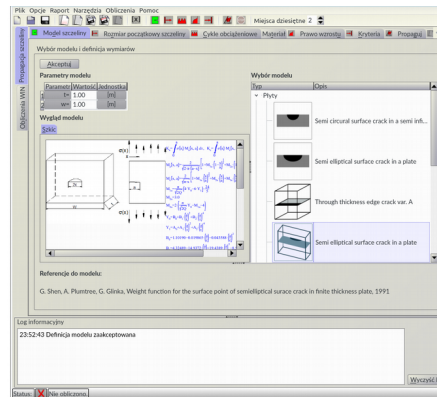 Plik Opcje Raport Narzędzia Obliczenia Pomoc
Miejsca dziesiętne 2
Model szczeliny Rozmiar początkowy szczeliny Cykle obciążeniowe Materiał Prawo wzrostu Kryteria Propaguj
Obliczenia WIN Propagacja szczeliny
Wybór modelu i definicja wymiarów
Akceptuj
Parametry modelu
Parametr Wartość Jednostka
1 t= 1.00 [m]
2 w= 1.00 [m]
Wygląd modelu
Szkic
Wybór modelu
Typ Opis
Płyty
Semi circural surface crack in a semi infi...
Semi elliptical surface crack in a plate
Through thickness edge crack var. A
Semi elliptical surface crack in a plate
Referencje do modelu:
G. Shen, A. Plumtree, G. Glinka, Weight function for the surface point of semielliptical surace crack in finite thickness plate, 1991
Log informacyjny
23:52:43 Definicja modelu zaakceptowana
Wyczyść
Status: Nie obliczono.